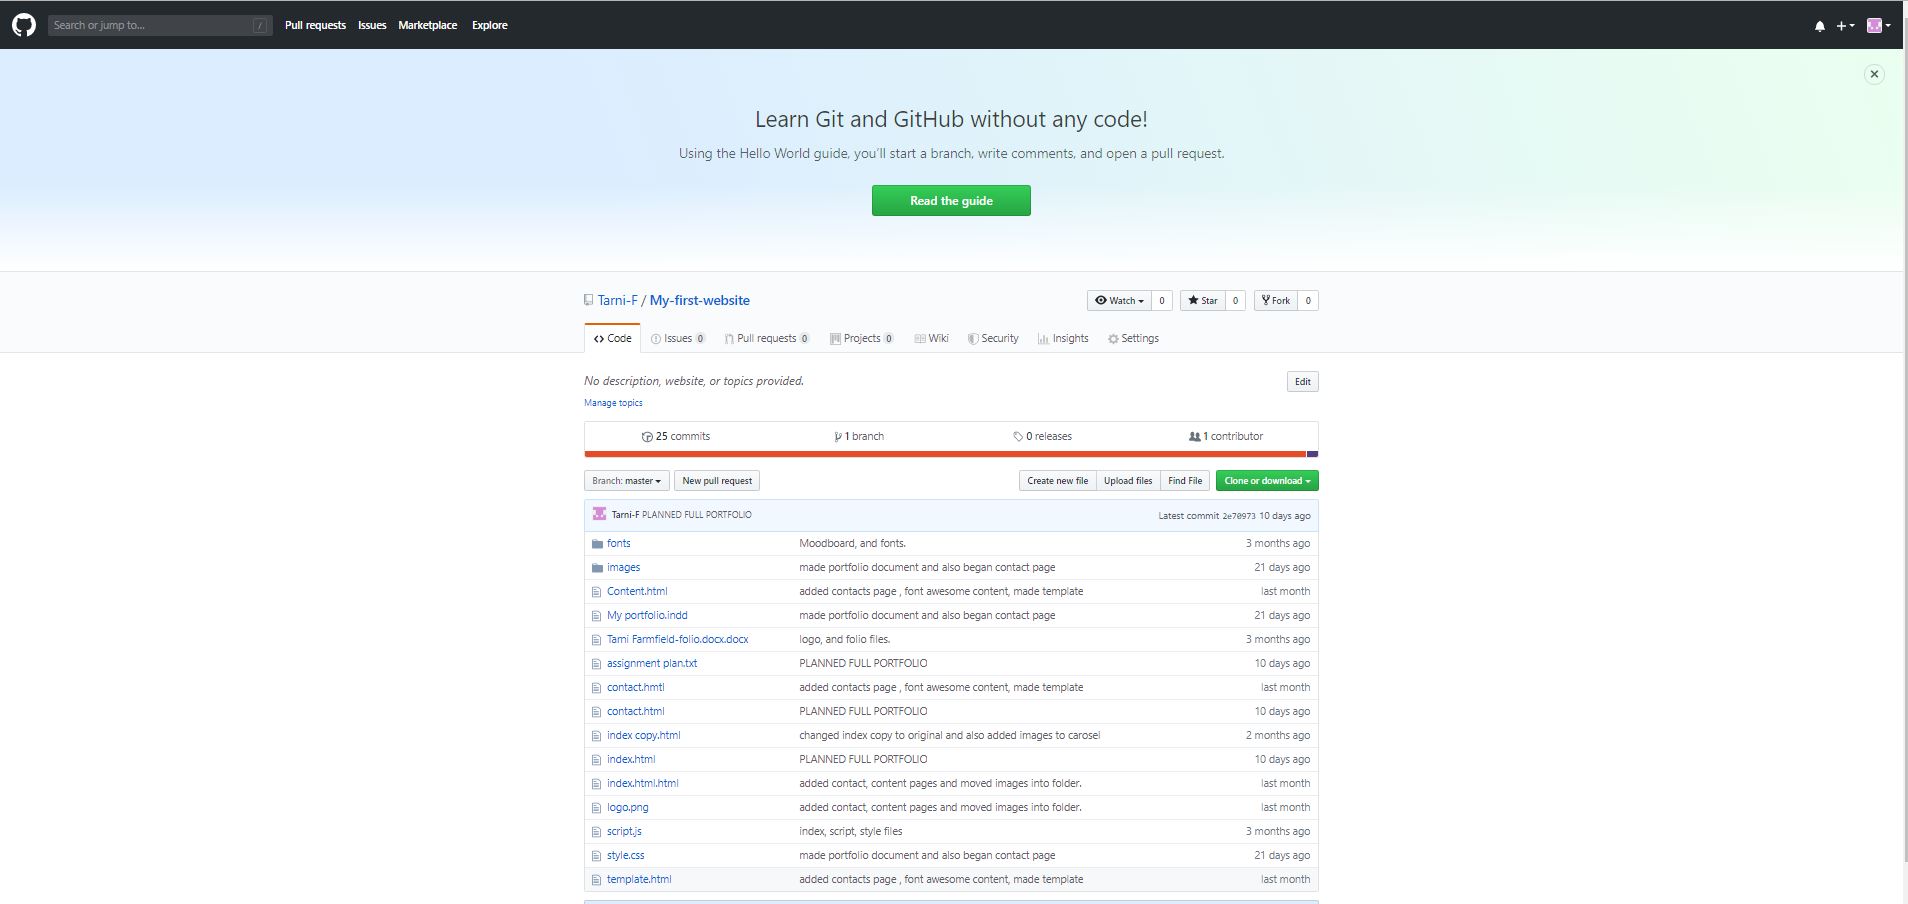 Search or jump to... / Pull requests Issues Marketplace Explore
Learn Git and GitHub without any code!
Using the Hello World guide, you’ll start a branch, write comments, and open a pull request.
Read the guide
Tarni-F / My-first-website Watch 0 Star 0 Fork 0
Code Issues 0 Pull requests 0 Projects 0 Wiki Security Insights Settings
No description, website, or topics provided. Edit
Manage topics
25 commits 1 branch 0 releases 1 contributor
Branch: master New pull request Create new file Upload files Find File Clone or download
Tarni-F PLANNED FULL PORTFOLIO Latest commit 2e70973 10 days ago
fonts Moodboard, and fonts. 3 months ago
images made portfolio document and also began contact page 21 days ago
Content.html added contacts page , font awesome content, made template last month
My portfolio.indd made portfolio document and also began contact page 21 days ago
Tarni Farmfield-folio.docx.docx logo, and folio files. 3 months ago
assignment plan.txt PLANNED FULL PORTFOLIO 10 days ago
contact.hmtl added contacts page , font awesome content, made template last month
contact.html PLANNED FULL PORTFOLIO 10 days ago
index copy.html changed index copy to original and also added images to carosel 2 months ago
index.html PLANNED FULL PORTFOLIO 10 days ago
index.html.html added contact, content pages and moved images into folder. last month
logo.png added contact, content pages and moved images into folder. last month
script.js index, script, style files 3 months ago
style.css made portfolio document and also began contact page 21 days ago
template.html added contacts page , font awesome content, made template last month